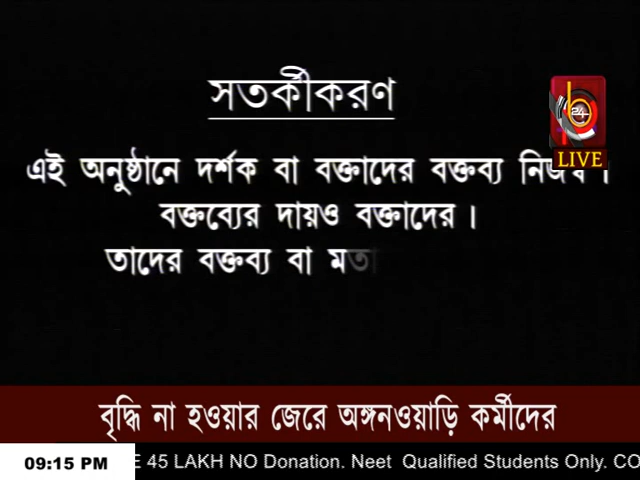 সতর্কীকরণ
24
LIVE
এই অনুষ্ঠানে দর্শক বা বক্তাদের বক্তব্য নিজস্ব ।
বক্তব্যের দায়ও বক্তাদের ।
তাদের বক্তব্য বা মতা
বৃদ্ধি না হওয়ার জেরে অঙ্গনওয়াড়ি কর্মীদের
09:15 PM
E 45 LAKH NO Donation. Neet Qualified Students Only. CO